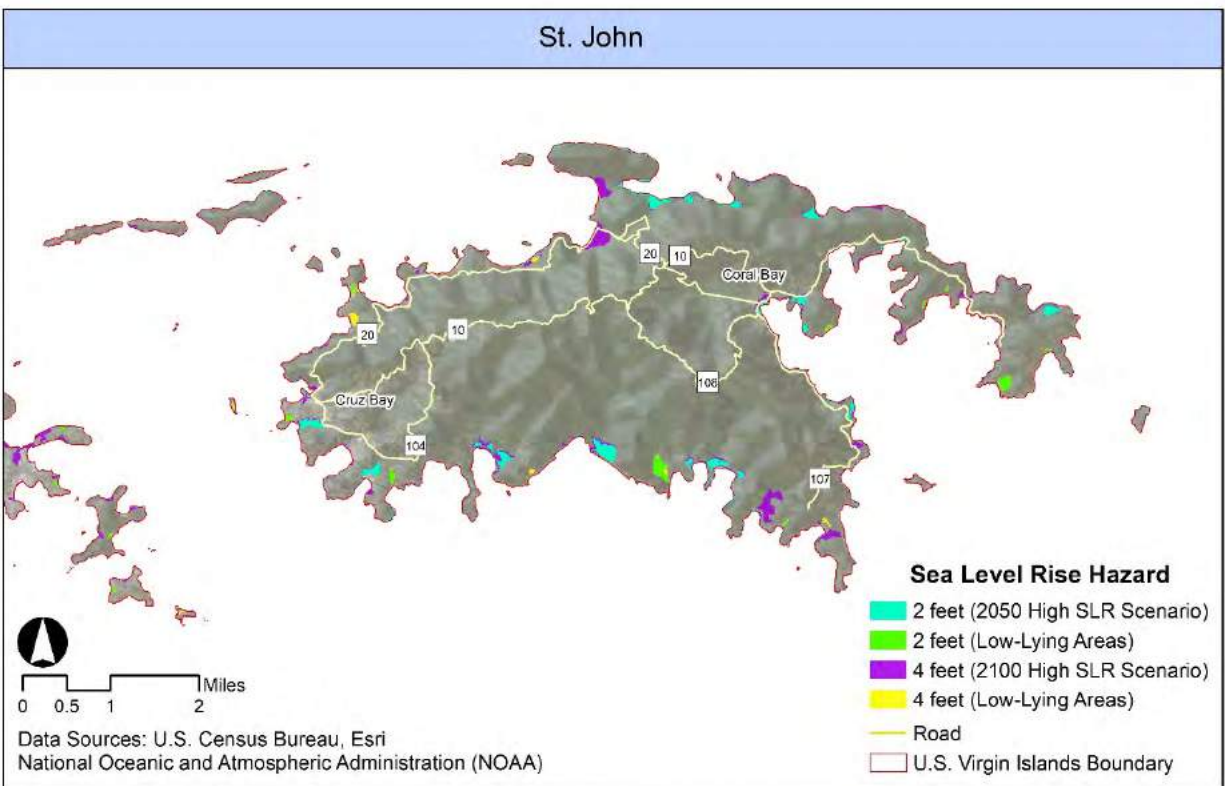 St. John
20
10
Coral Bay
10
20
108
Cruz Bay
104
107
Sea Level Rise Hazard
2 feet (2050 High SLR Scenario)
2 feet (Low-Lying Areas)
4 feet (2100 High SLR Scenario)
4 feet (Low-Lying Areas)
Road
U.S. Virgin Islands Boundary
Miles
0 0.5 1 2
Data Sources: U.S. Census Bureau, Esri
National Oceanic and Atmospheric Administration (NOAA)